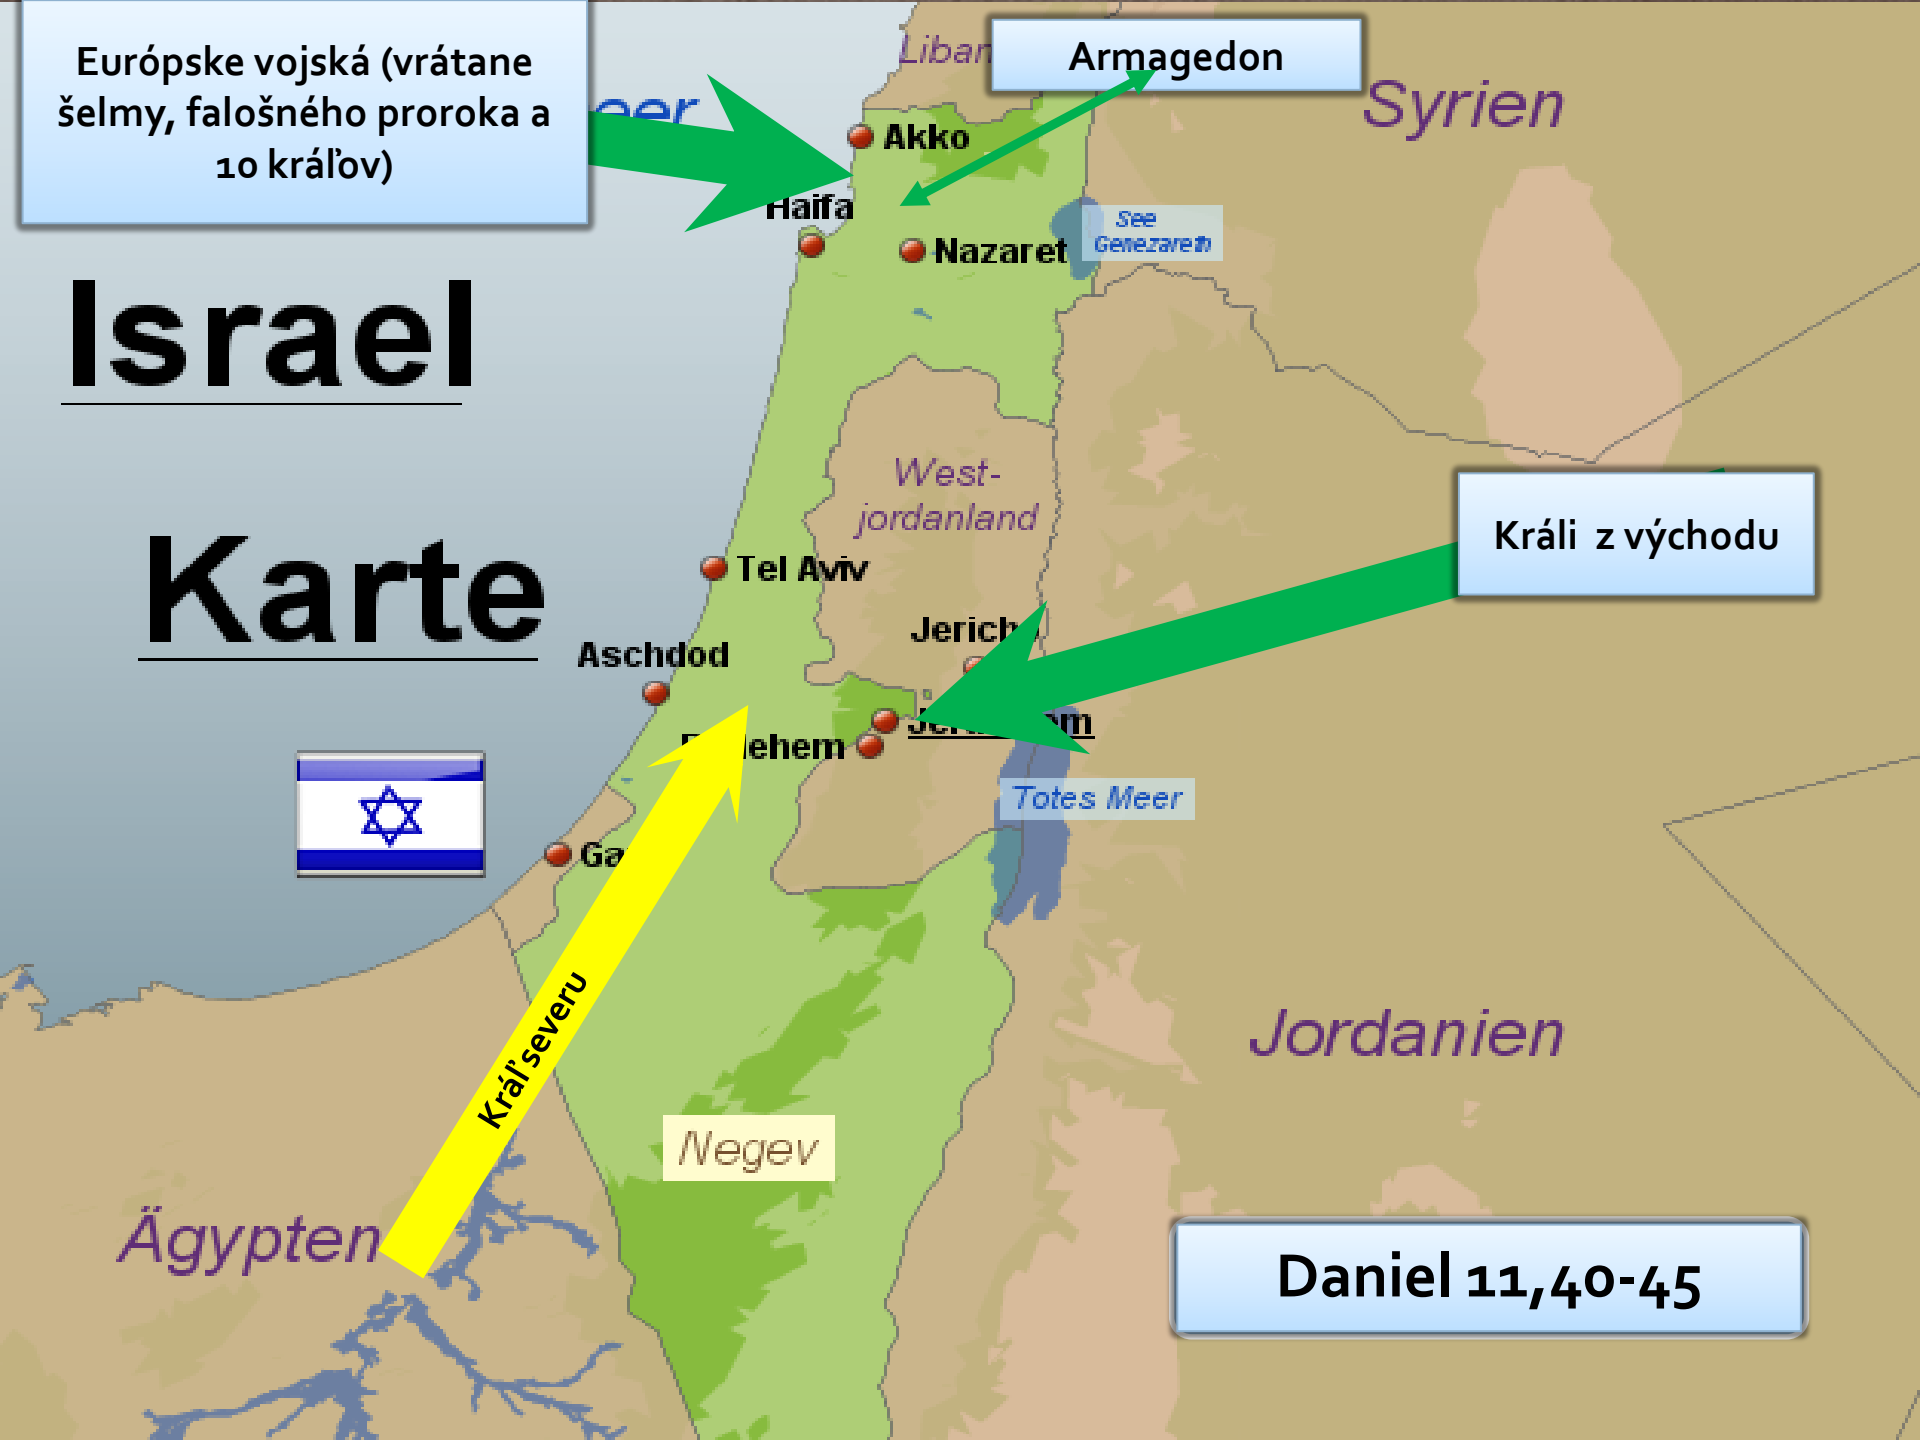 Európske vojská (vrátane
šelmy, falošného proroka a
10 kráľov)
Armagedon
Syrien
Akko
Haifa
See
Genezareth
Nazaret
Israel
West-
jordanland
Králi z východu
Karte
Tel Aviv
Aschdod
Totes Meer
Kráľ severu
Jordanien
Negev
Ägypten
Daniel 11,40-45